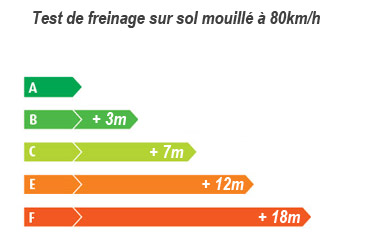 Test de freinage sur sol mouillé à 80km/h
A
B + 3m
C + 7m
E + 12m
F + 18m